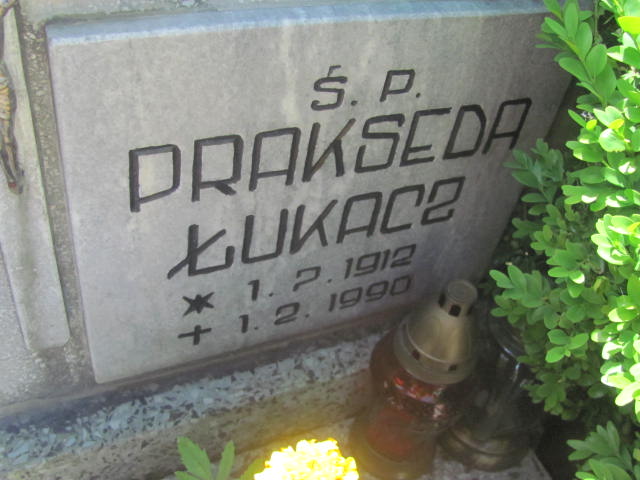 Ś. P.
PRAKSEDA
ŁUKACZ
* 1. 7. 1912
+ 1. 2. 1990